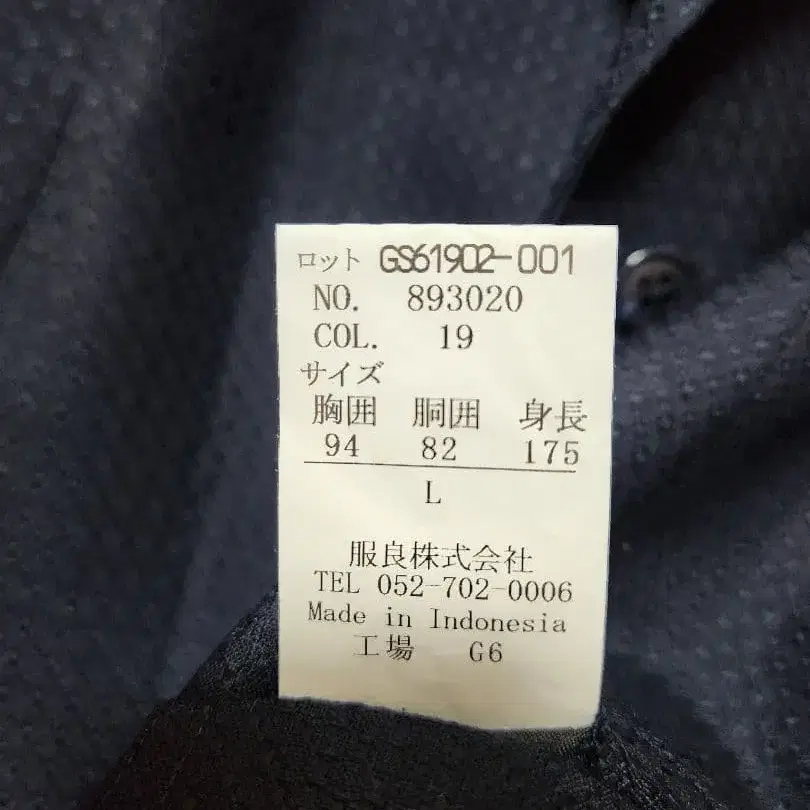 ロット GS61902-001
NO. 893020
COL. 19
サイズ
胸囲 胴囲 身長
94 82 175
L
服良株式会社
TEL 052-702-0006
Made in Indonesia
工場 G6